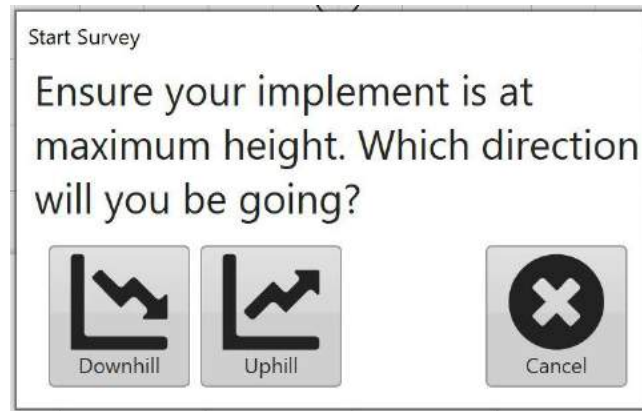 Start Survey
Ensure your implement is at
maximum height. Which direction
will you be going?
Downhill
Uphill
Cancel